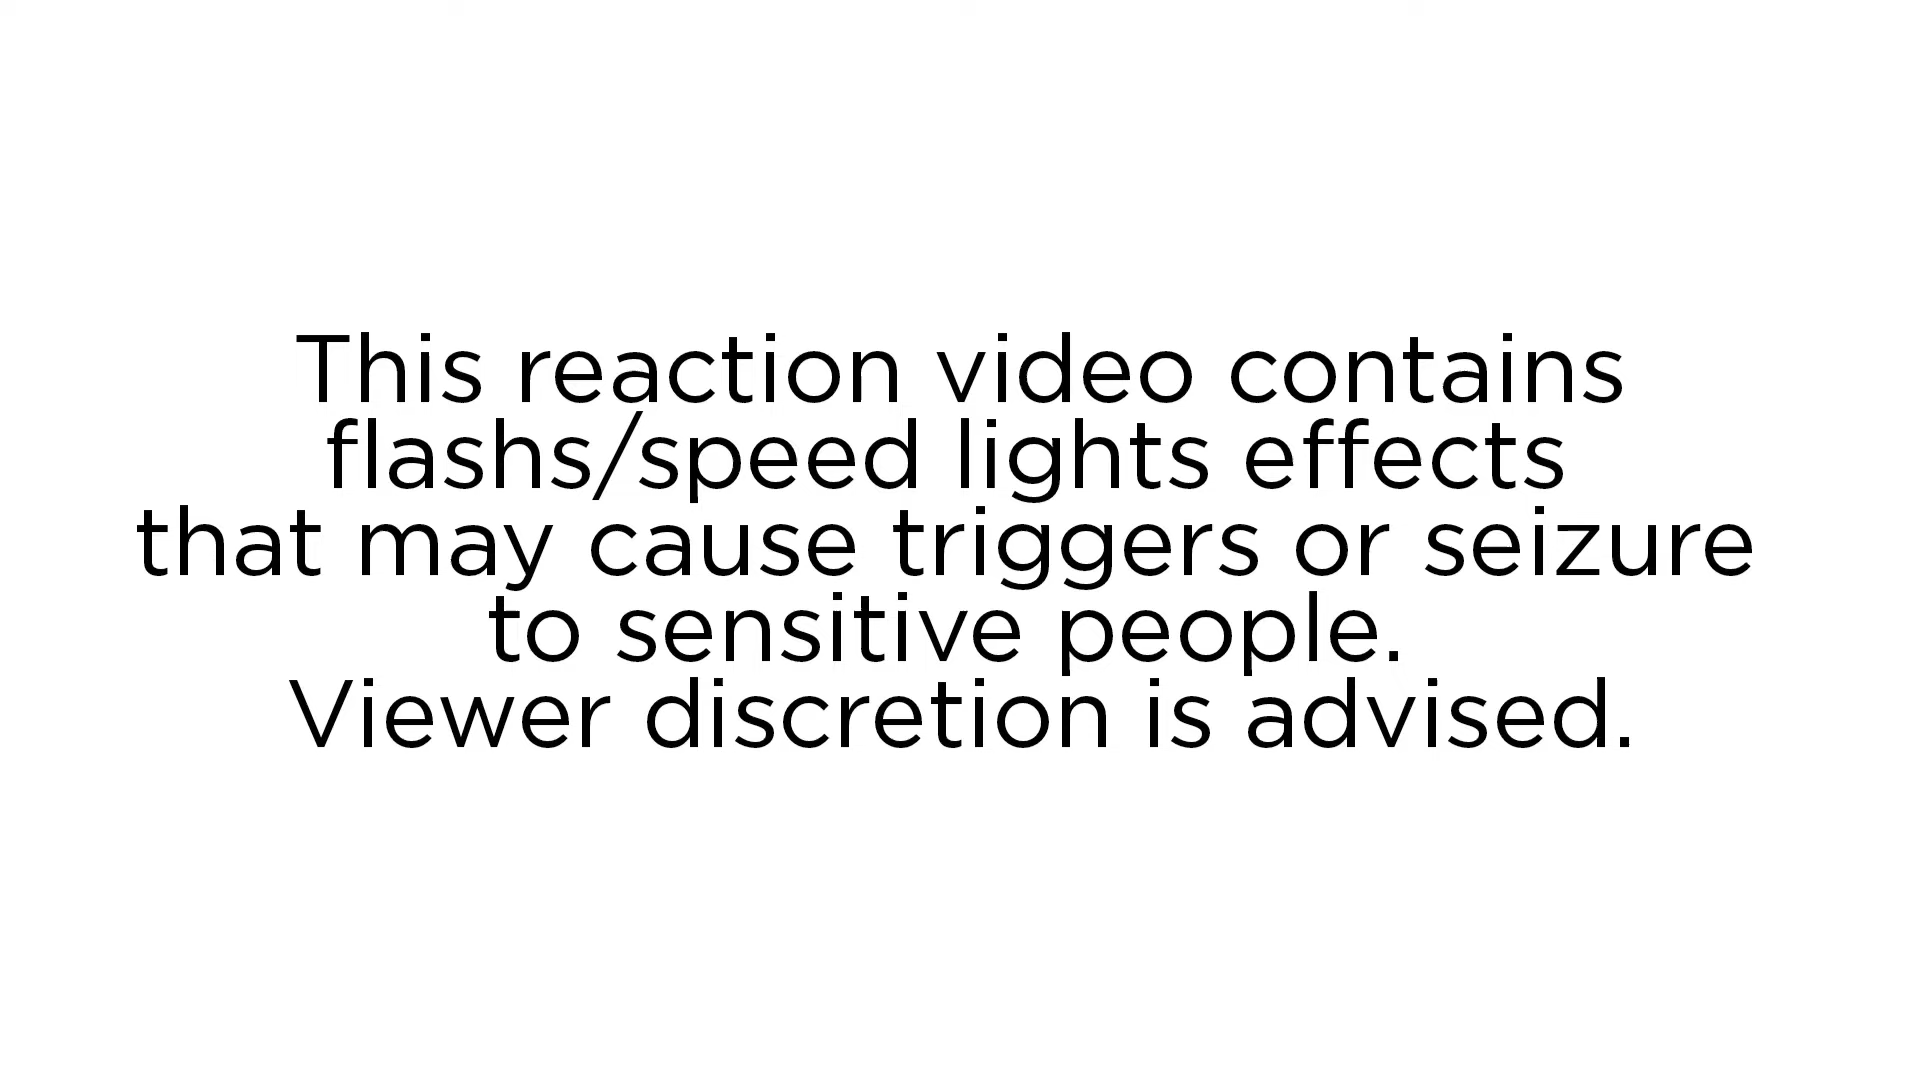 This reaction video contains
flashs/speed lights effects
that may cause triggers or seizure
to sensitive people.
Viewer discretion is advised.